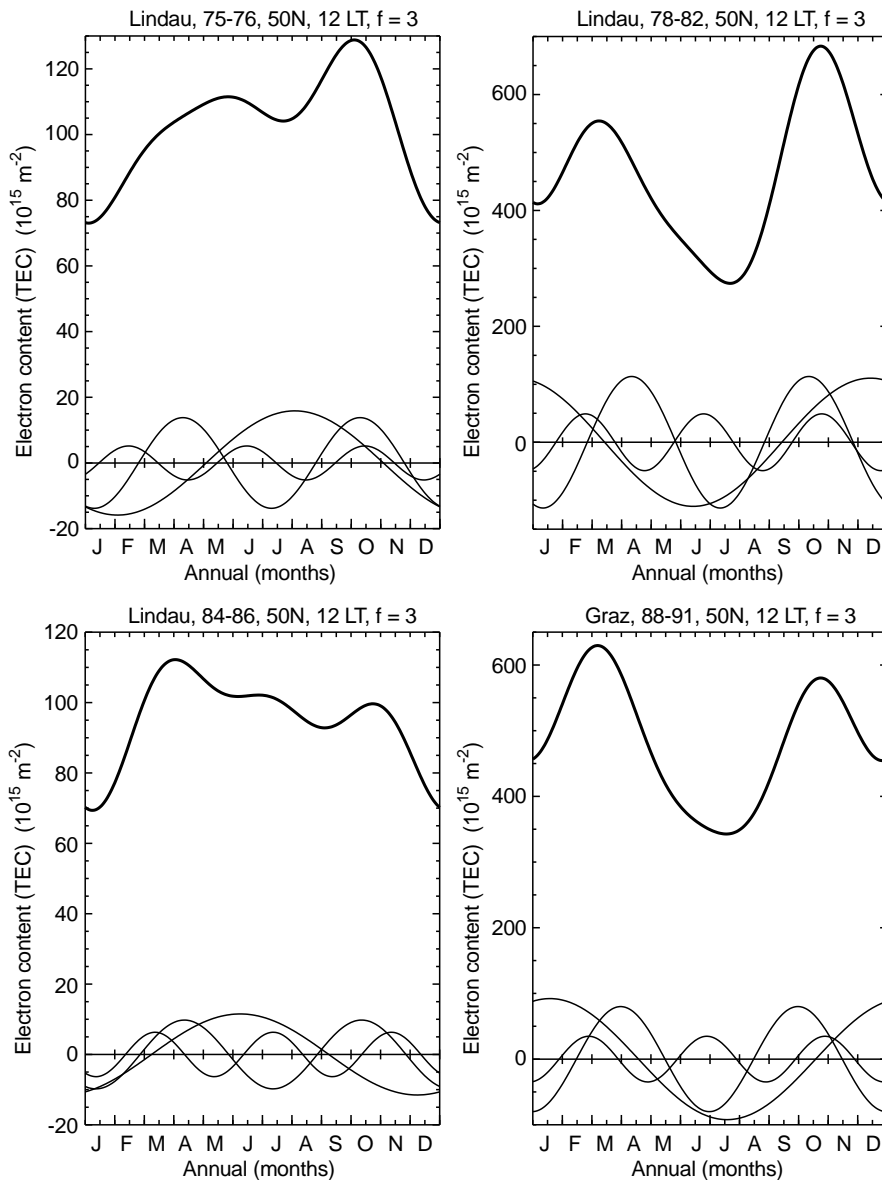 Lindau, 75-76, 50N, 12 LT, f = 3
Electron content (TEC) (10^15 m^-2)
120
100
80
60
40
20
0
-20
J F M A M J J A S O N D
Annual (months)
Lindau, 78-82, 50N, 12 LT, f = 3
Electron content (TEC) (10^15 m^-2)
600
400
200
0
J F M A M J J A S O N D
Annual (months)
Lindau, 84-86, 50N, 12 LT, f = 3
Electron content (TEC) (10^15 m^-2)
120
100
80
60
40
20
0
-20
J F M A M J J A S O N D
Annual (months)
Graz, 88-91, 50N, 12 LT, f = 3
Electron content (TEC) (10^15 m^-2)
600
400
200
0
J F M A M J J A S O N D
Annual (months)